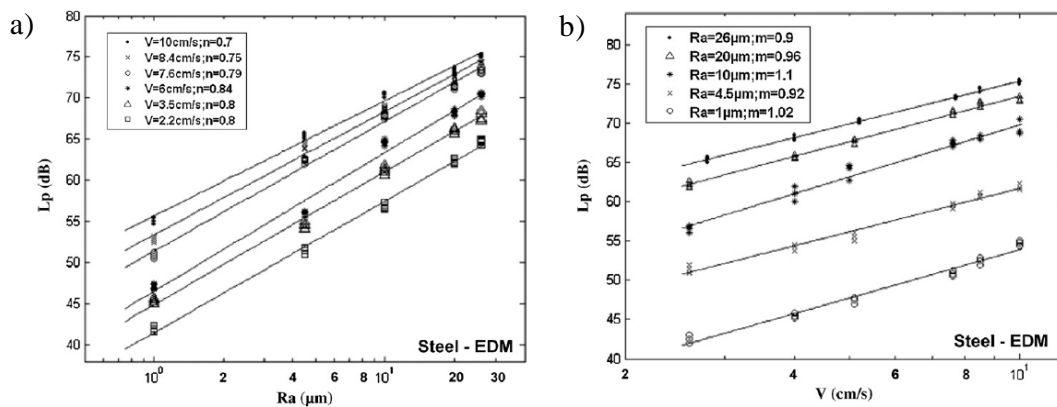 a)
V=10cm/s;n=0.7
V=8.4cm/s;n=0.75
V=7.6cm/s;n=0.79
V=6cm/s;n=0.84
V=3.5cm/s;n=0.8
V=2.2cm/s;n=0.8
Lp (dB)
75
70
65
60
55
50
45
40
Steel - EDM
10⁰
2
4
6
8
10¹
20
30
Ra (µm)
b)
Ra=26µm;m=0.9
Ra=20µm;m=0.96
Ra=10µm;m=1.1
Ra=4.5µm;m=0.92
Ra=1µm;m=1.02
Lp (dB)
80
75
70
65
60
55
50
45
40
Steel - EDM
2
4
6
8
10¹
V (cm/s)